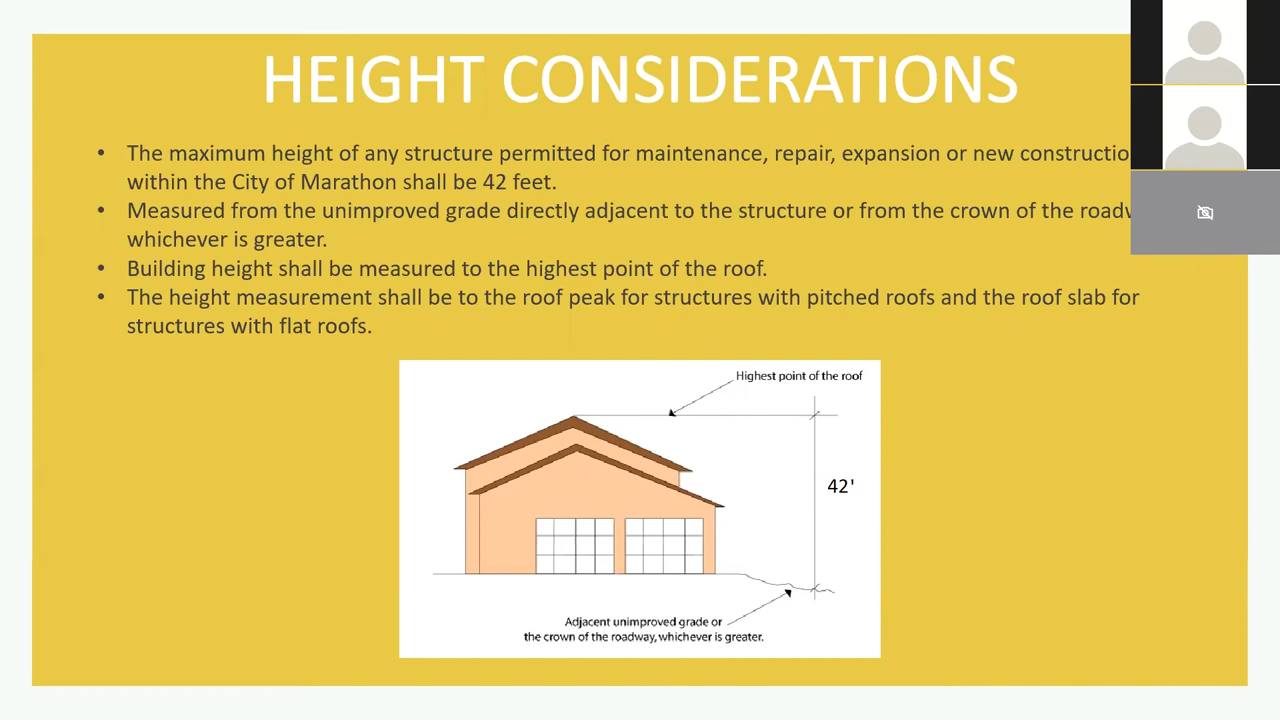 HEIGHT CONSIDERATIONS
• The maximum height of any structure permitted for maintenance, repair, expansion or new constructio
within the City of Marathon shall be 42 feet.
• Measured from the unimproved grade directly adjacent to the structure or from the crown of the roadw
whichever is greater.
• Building height shall be measured to the highest point of the roof.
• The height measurement shall be to the roof peak for structures with pitched roofs and the roof slab for
structures with flat roofs.
Highest point of the roof
42'
Adjacent unimproved grade or
the crown of the roadway, whichever is greater.